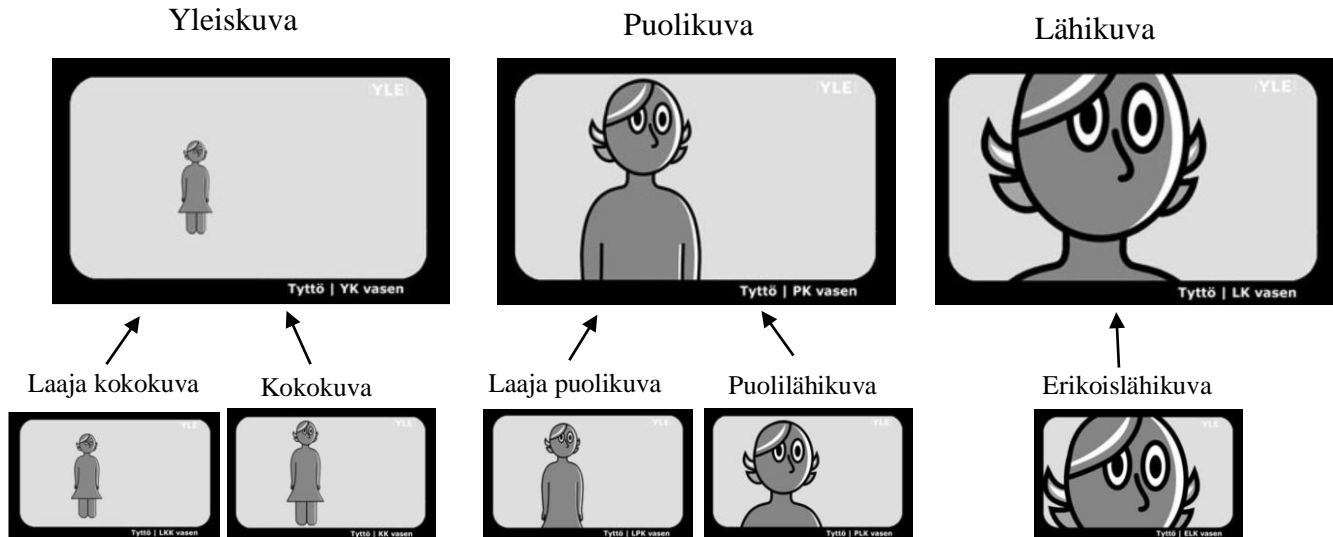 Yleiskuva
Puolikuva
Lähikuva
YLE
YLE
YLE
Tyttö | YK vasen
Tyttö | PK vasen
Tyttö | LK vasen
Laaja kokokuva
Kokokuva
Laaja puolikuva
Puolilähikuva
Erikoislähikuva
YLE
YLE
YLE
YLE
YLE
Tyttö | LKK vasen
Tyttö | KK vasen
Tyttö | LPK vasen
Tyttö | PLK vasen
Tyttö | ELK vasen